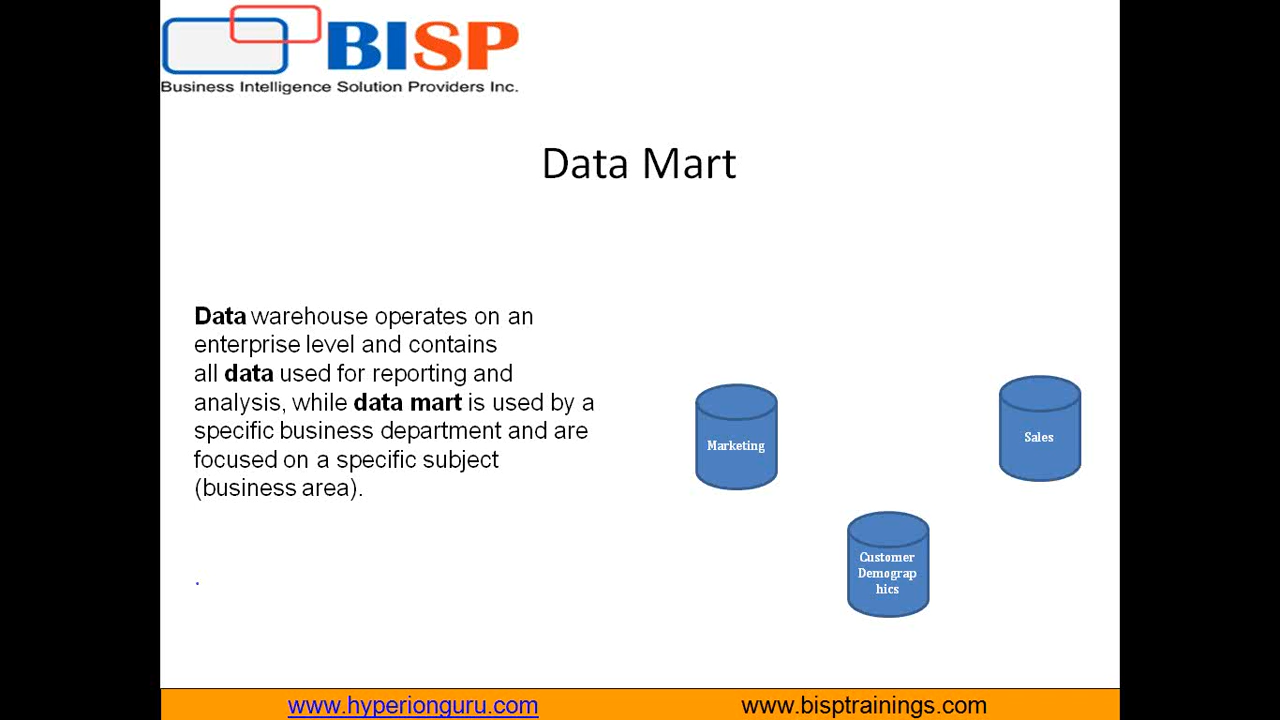 BISP
Business Intelligence Solution Providers Inc.
Data Mart
Data warehouse operates on an
enterprise level and contains
all data used for reporting and
analysis, while data mart is used by a
specific business department and are
focused on a specific subject
(business area).
.
Marketing
Sales
Customer
Demograp
hics
www.hyperionguru.com
www.bisptrainings.com